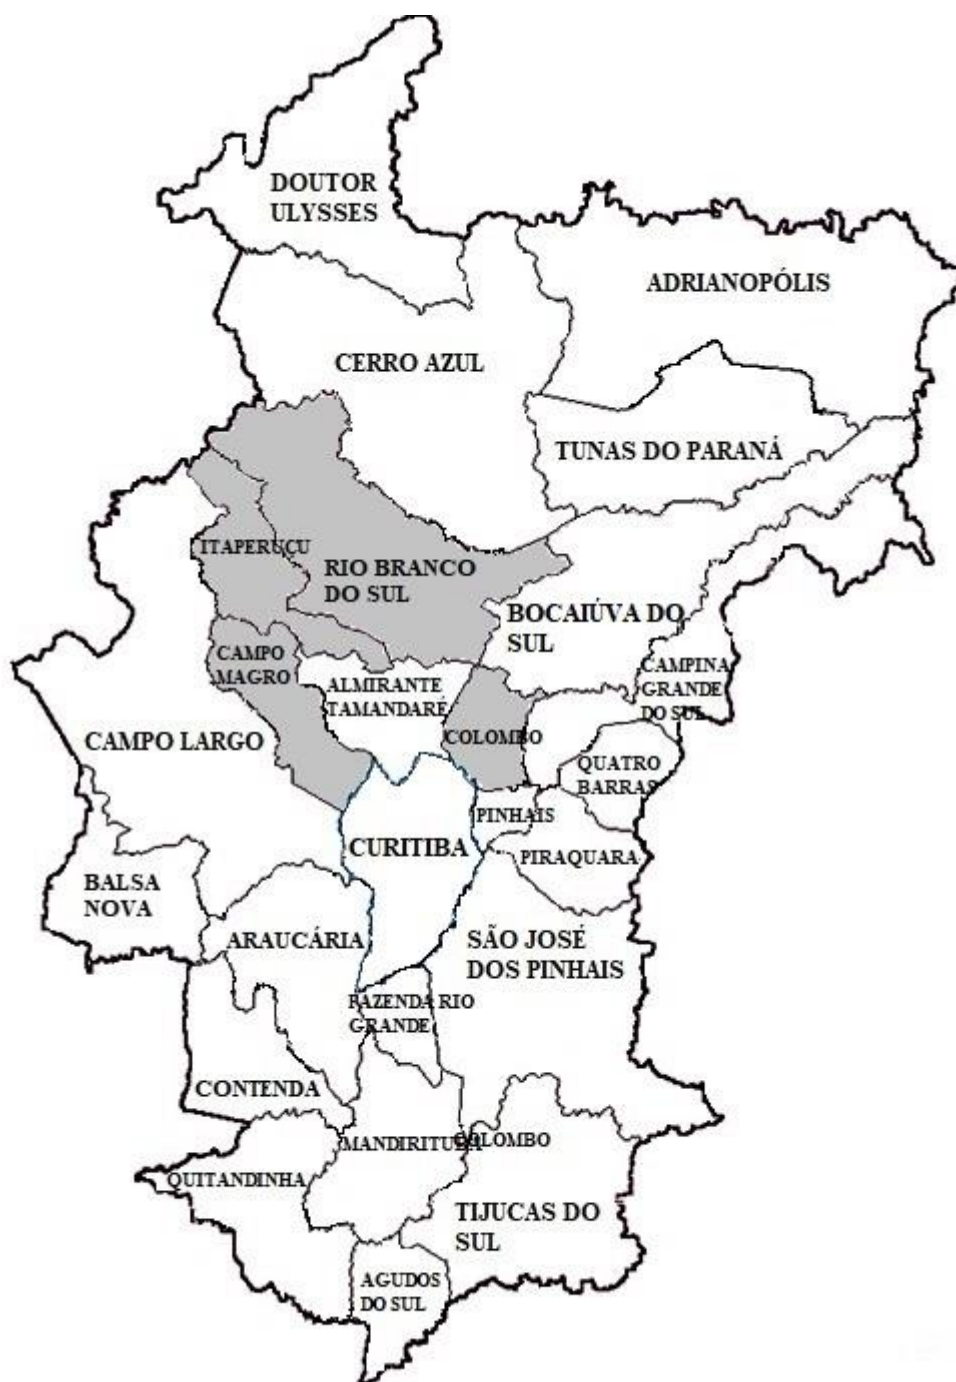 DOUTOR
ULYSSES
ADRIANOPÓLIS
CERRO AZUL
TUNAS DO PARANÁ
ITAPERUÇU
RIO BRANCO
DO SUL
BOCAIÚVA DO
SUL
CAMPO
MAGRO
ALMIRANTE
TAMANDARÉ
CAMPINA
GRANDE
DO SUL
CAMPO LARGO
COLOMBO
QUATRO
BARRAS
PINHAIS
CURITIBA
PIRAQUARA
BALSA
NOVA
ARAUCÁRIA
SÃO JOSÉ
DOS PINHAIS
FAZENDA RIO
GRANDE
CONTENDA
MANDIRITUBA
COLOMBO
QUITANDINHA
TIJUCAS DO
SUL
AGUDOS
DO SUL